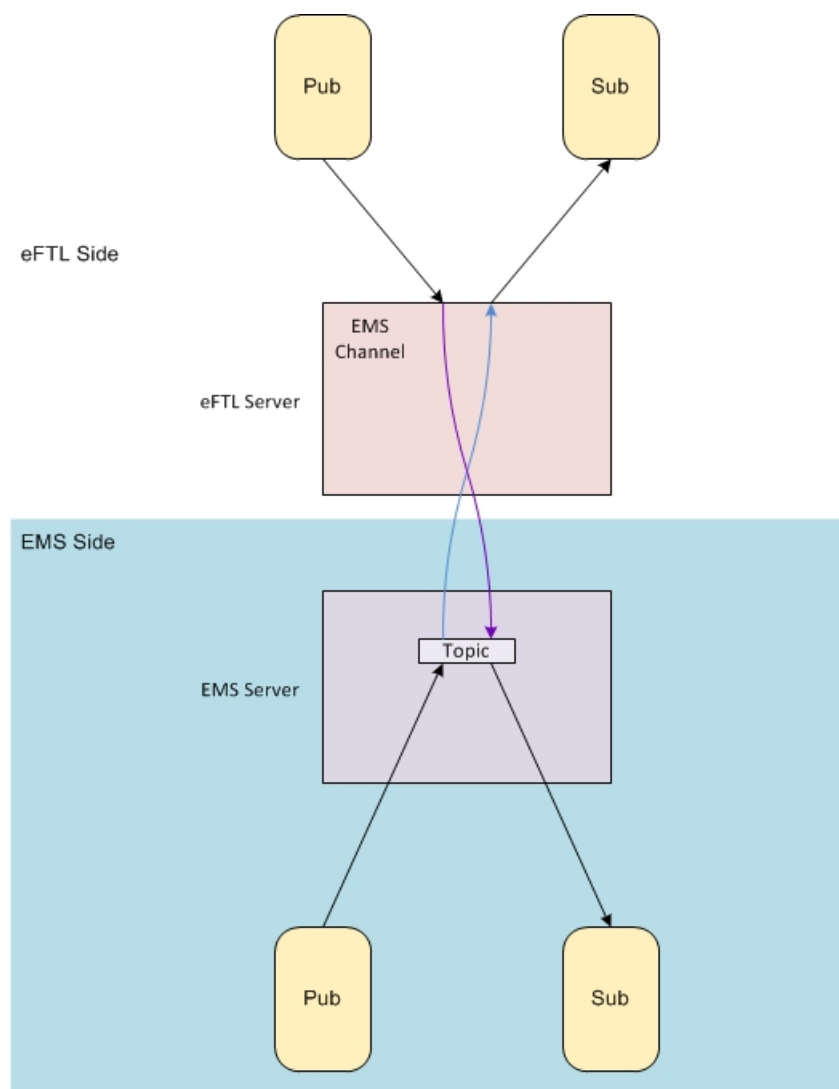 Pub
Sub
eFTL Side
EMS
Channel
eFTL Server
EMS Side
Topic
EMS Server
Pub
Sub